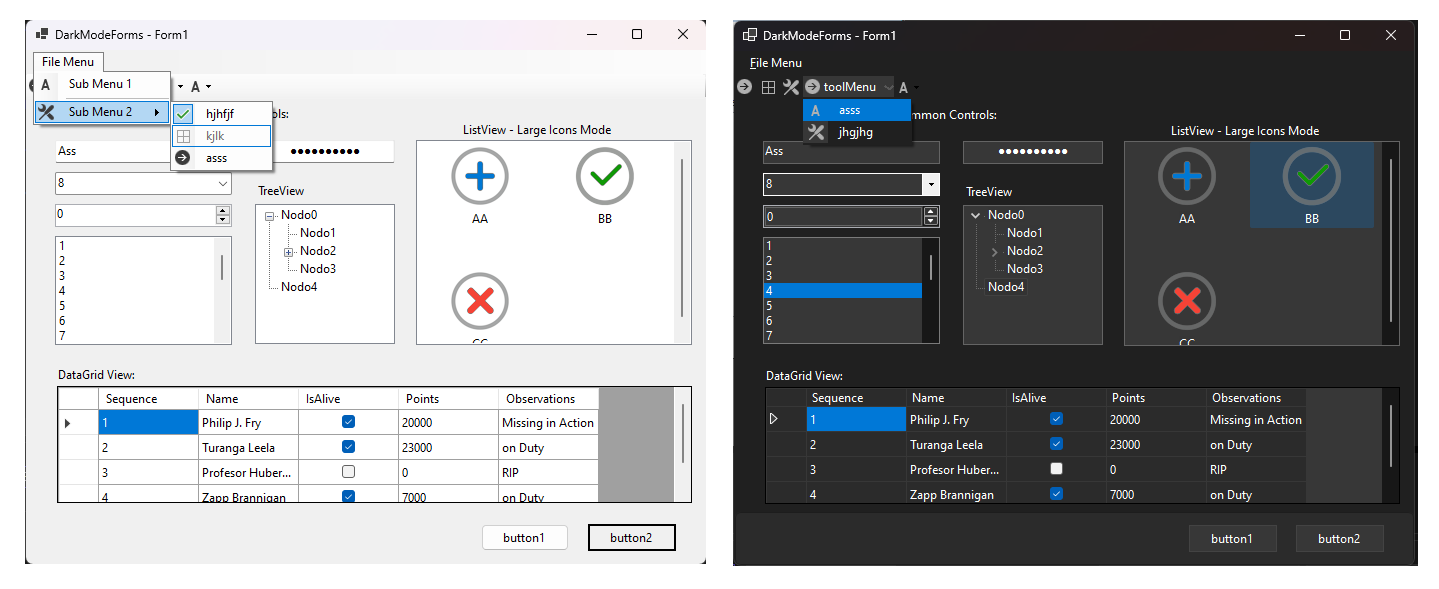 DarkModeForms - Form1
File Menu
A Sub Menu 1
A
Sub Menu 2
hjhfjf
kjlk
asss
ols:
ListView - Large Icons Mode
Ass
●●●●●●●●●●
8
TreeView
0
Nodo0
Nodo1
Nodo2
Nodo3
Nodo4
1
2
3
4
5
6
7
AA
BB
CC
DataGrid View:
Sequence Name IsAlive Points Observations
1 Philip J. Fry 20000 Missing in Action
2 Turanga Leela 23000 on Duty
3 Profesor Huber... 0 RIP
4 Zapp Brannigan 7000 on Duty
button1 button2
DarkModeForms - Form1
File Menu
toolMenu A
A asss
jhgjhg
mmon Controls:
ListView - Large Icons Mode
Ass
●●●●●●●●●●
8
TreeView
0
Nodo0
Nodo1
Nodo2
Nodo3
Nodo4
1
2
3
4
5
6
7
AA
BB
CC
DataGrid View:
Sequence Name IsAlive Points Observations
1 Philip J. Fry 20000 Missing in Action
2 Turanga Leela 23000 on Duty
3 Profesor Huber... 0 RIP
4 Zapp Brannigan 7000 on Duty
button1 button2